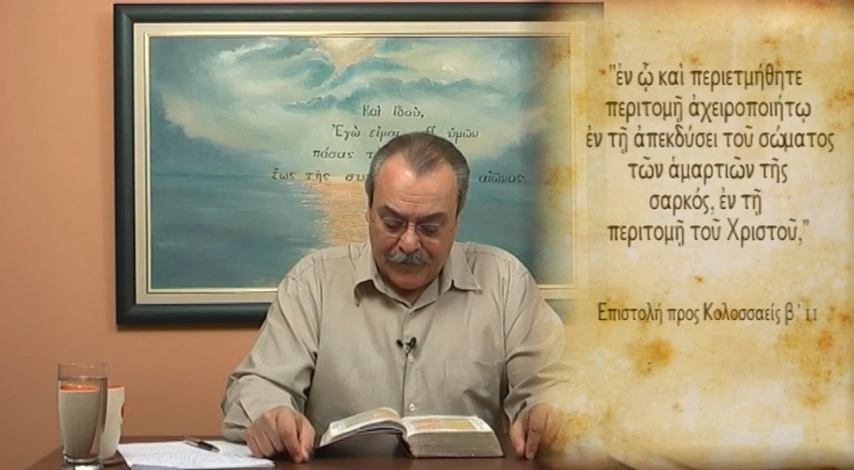 Καὶ ἰδοὺ,
Ἐγὼ εἶμαι ὑμῶν
πάσας
ἕως τῆς αἰῶνος.
"ἐν ᾧ καὶ περιετμήθητε
περιτομῇ ἀχειροποιήτῳ
ἐν τῇ ἀπεκδύσει τοῦ σώματος
τῶν ἁμαρτιῶν τῆς
σαρκός, ἐν τῇ
περιτομῇ τοῦ Χριστοῦ,"
Επιστολή προς Κολοσσαείς β΄ 11